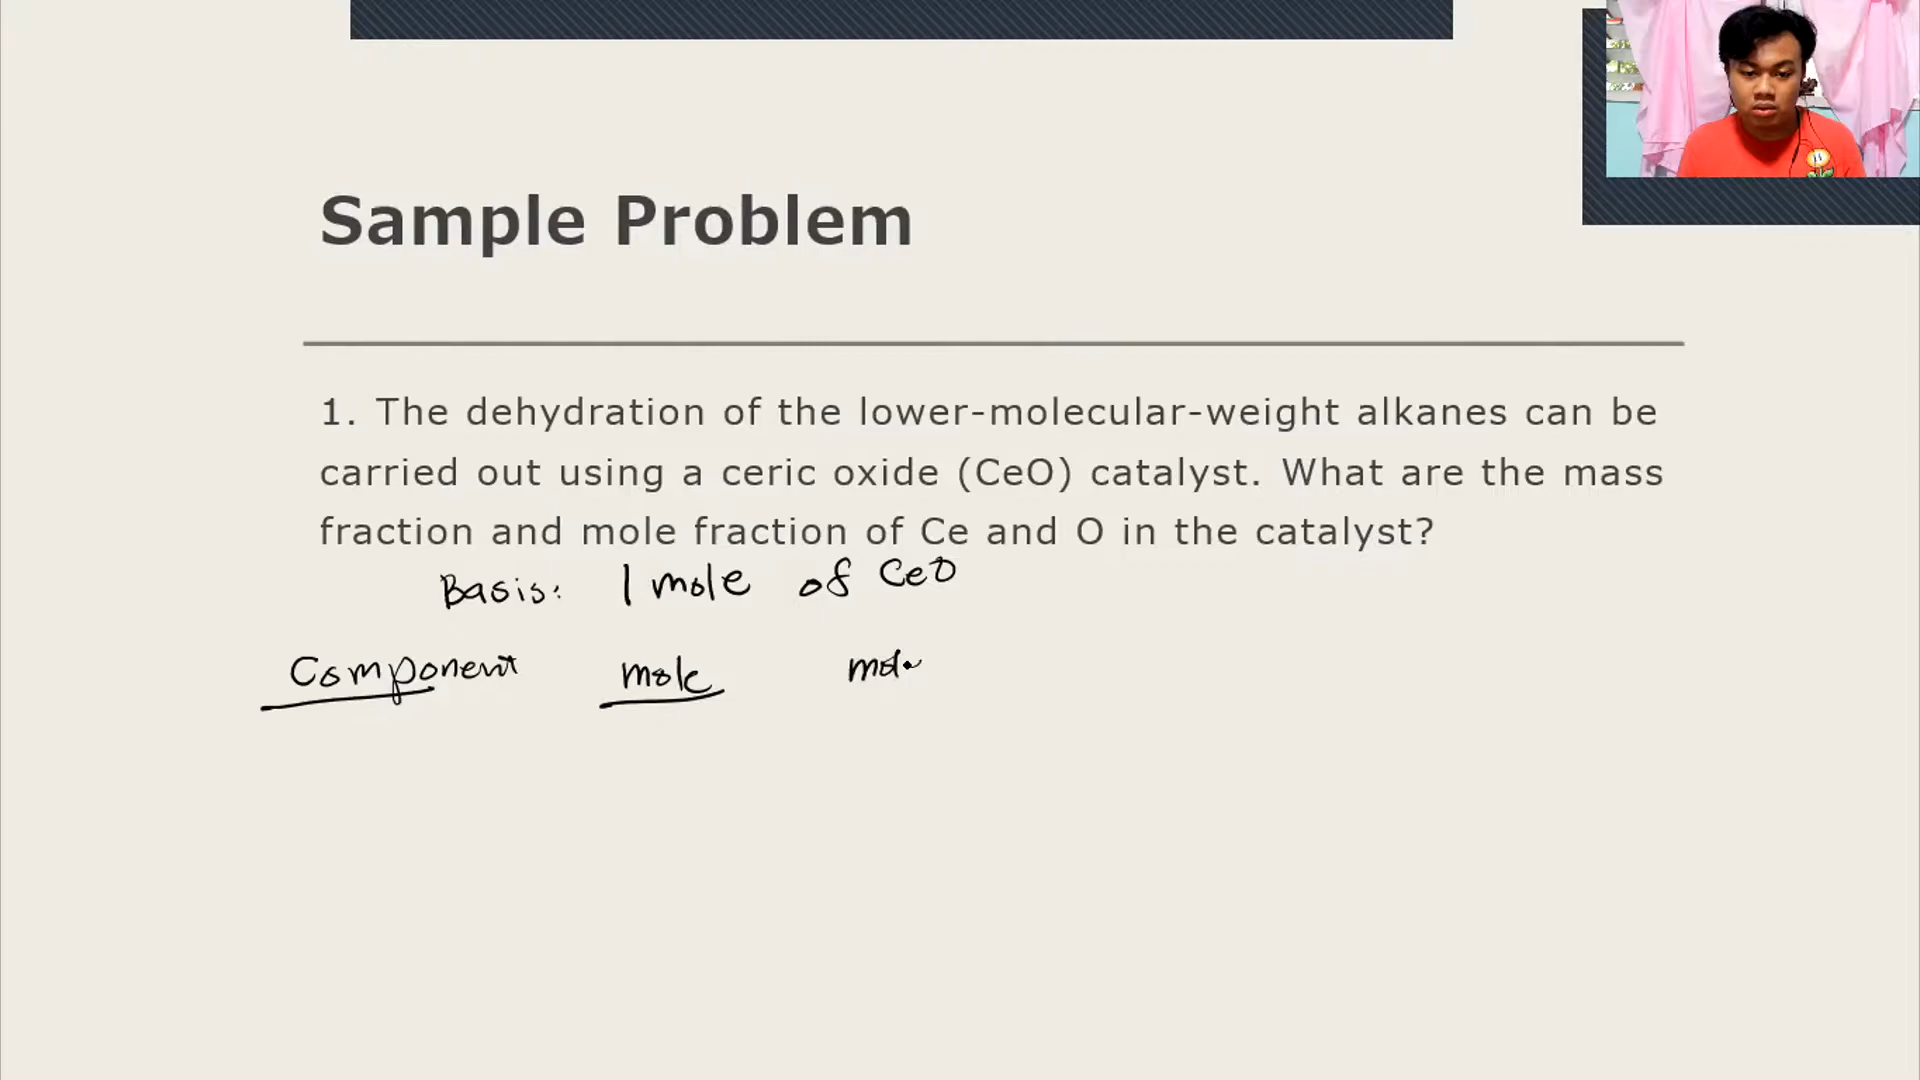 Sample Problem
1. The dehydration of the lower-molecular-weight alkanes can be
carried out using a ceric oxide (CeO) catalyst. What are the mass
fraction and mole fraction of Ce and O in the catalyst?
Basis: 1 mole of CeO
Component mole